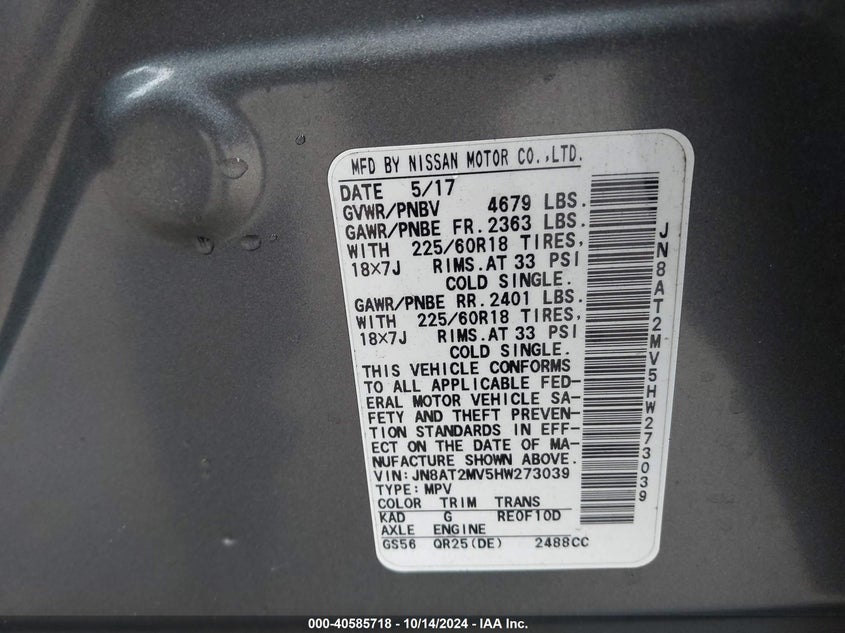 MFD BY NISSAN MOTOR CO.,LTD.
DATE 5/17
GVWR/PNBV 4679 LBS.
GAWR/PNBE FR. 2363 LBS.
WITH 225/60R18 TIRES,
18×7J RIMS.AT 33 PSI
COLD SINGLE.
GAWR/PNBE RR. 2401 LBS.
WITH 225/60R18 TIRES,
18×7J RIMS.AT 33 PSI
COLD SINGLE.
THIS VEHICLE CONFORMS
TO ALL APPLICABLE FED-
ERAL MOTOR VEHICLE SA-
FETY AND THEFT PREVEN-
TION STANDARDS IN EFF-
ECT ON THE DATE OF MA-
NUFACTURE SHOWN ABOVE.
VIN:JN8AT2MV5HW273039
TYPE:MPV
COLOR TRIM TRANS
KAD G RE0F10D
AXLE ENGINE
GS56 QR25(DE) 2488CC
JN8AT2MV5HW273039
000-40585718 - 10/14/2024 - IAA Inc.